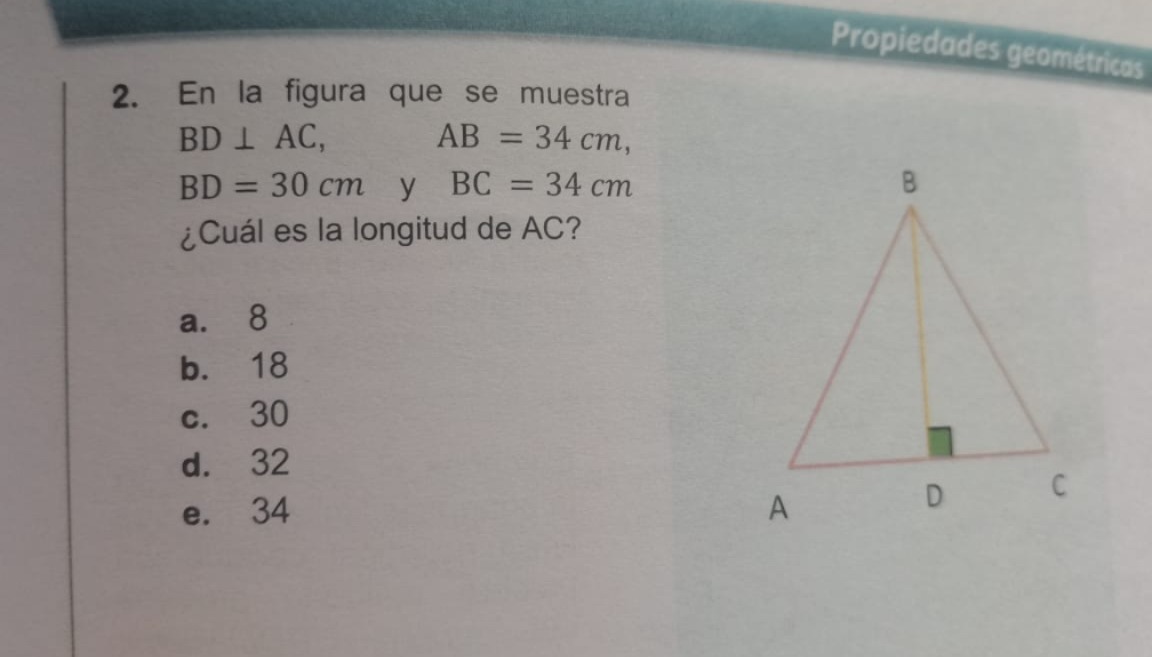 Propiedades geométricas
2. En la figura que se muestra
BD ⊥ AC, AB = 34 cm,
BD = 30 cm y BC = 34 cm
¿Cuál es la longitud de AC?
a. 8
b. 18
c. 30
d. 32
e. 34
B
A
D
C